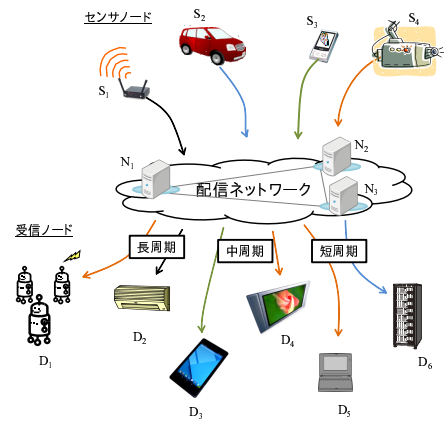 センサノード
S2
S3
S4
S1
N1
N2
配信ネットワーク
N3
受信ノード
長周期
中周期
短周期
D1
D2
D3
D4
D5
D6